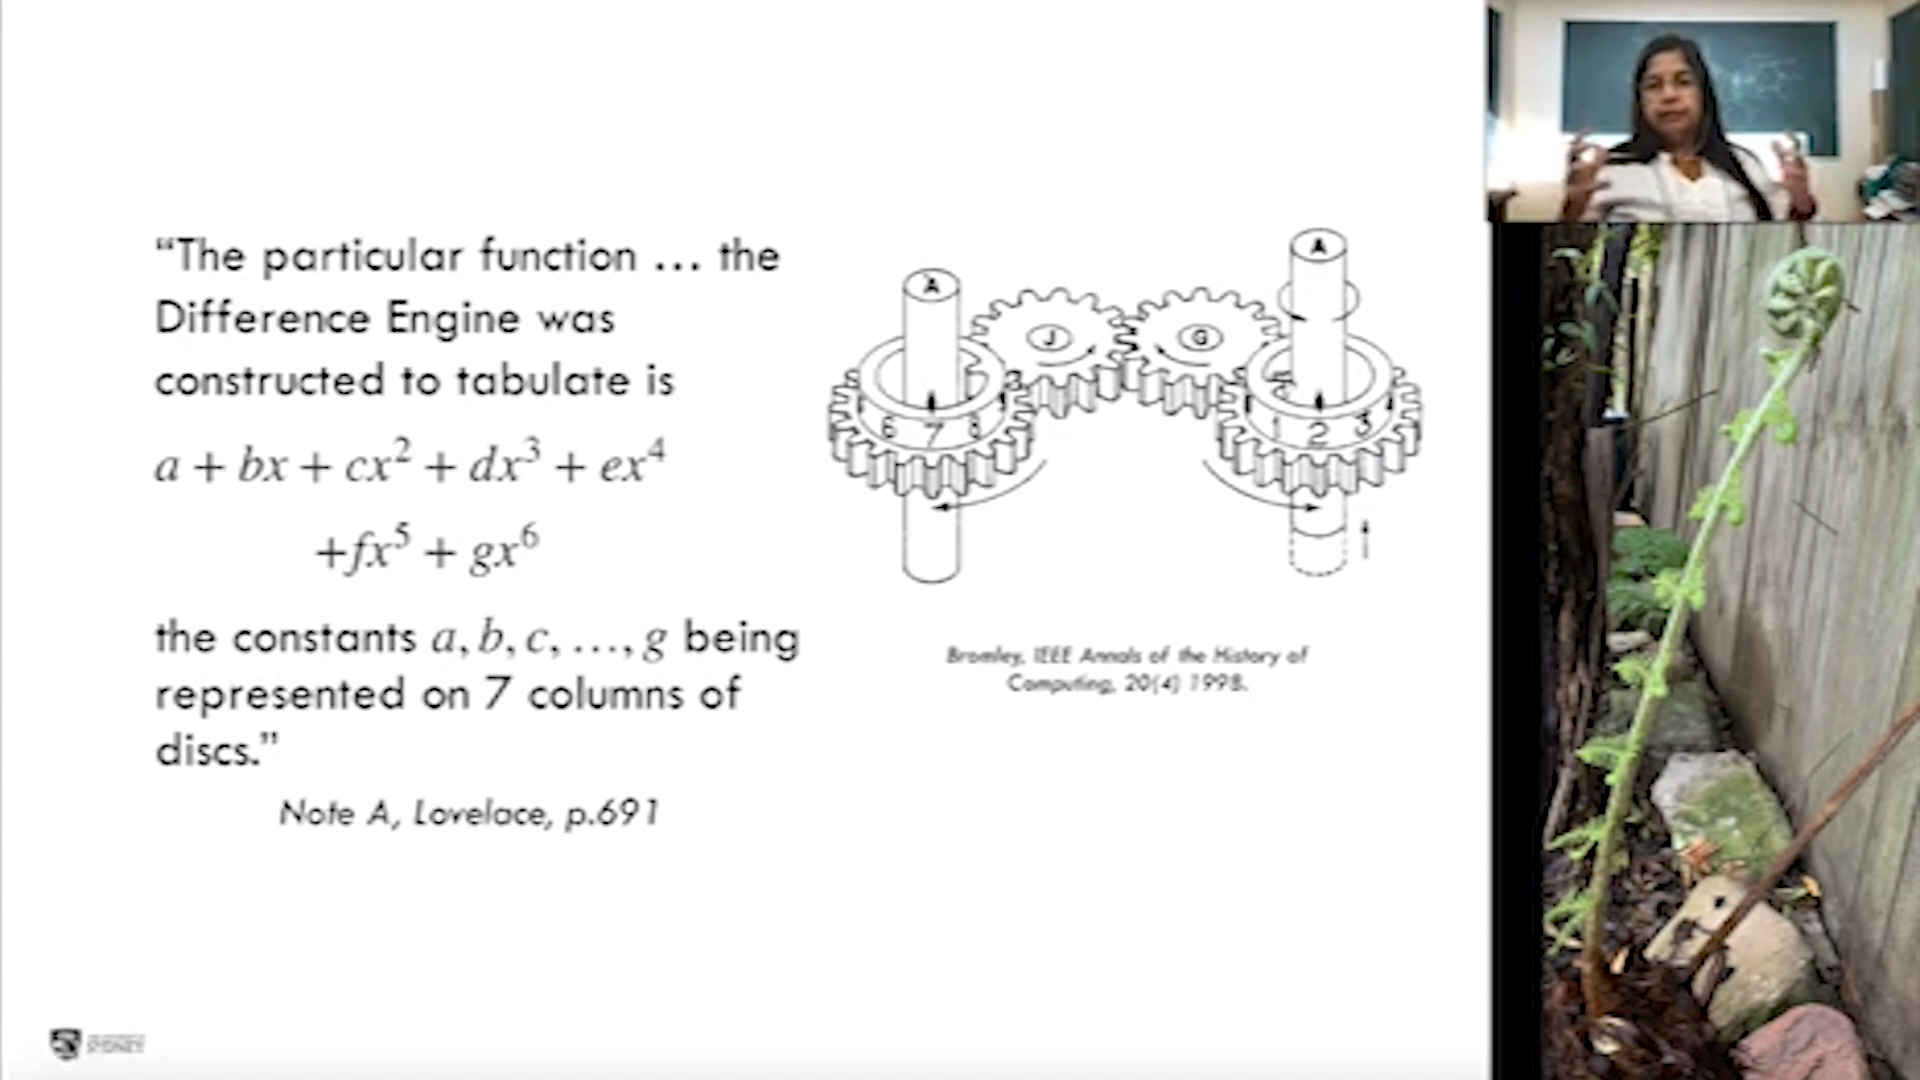 “The particular function … the
Difference Engine was
constructed to tabulate is
a + bx + cx² + dx³ + ex⁴
+fx⁵ + gx⁶
the constants a, b, c, …, g being
represented on 7 columns of
discs.”
Note A, Lovelace, p.691
A
A
J
G
6 7 8
1 2 3
Bromley, IEEE Annals of the History of
Computing, 20(4) 1998.
SYDNEY